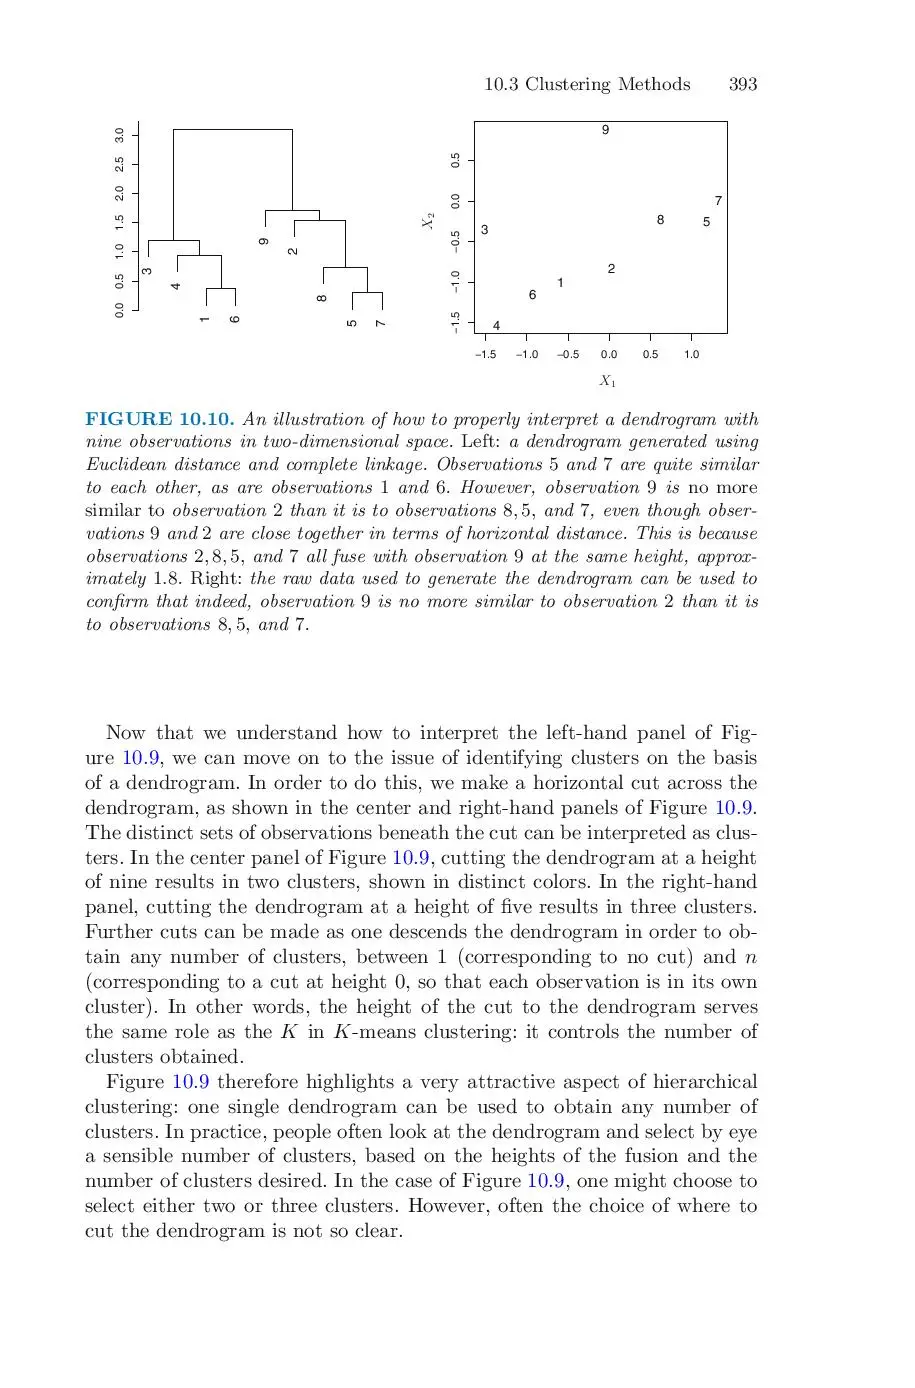 10.3 Clustering Methods 393
3.0
2.5
2.0
1.5
1.0
0.5
0.0
3
4
1
6
9
2
8
5
7
X2
0.5
0.0
−0.5
−1.0
−1.5
9
7
8
5
3
2
1
6
4
−1.5 −1.0 −0.5 0.0 0.5 1.0
X1
FIGURE 10.10. An illustration of how to properly interpret a dendrogram with
nine observations in two-dimensional space. Left: a dendrogram generated using
Euclidean distance and complete linkage. Observations 5 and 7 are quite similar
to each other, as are observations 1 and 6. However, observation 9 is no more
similar to observation 2 than it is to observations 8, 5, and 7, even though obser-
vations 9 and 2 are close together in terms of horizontal distance. This is because
observations 2, 8, 5, and 7 all fuse with observation 9 at the same height, approx-
imately 1.8. Right: the raw data used to generate the dendrogram can be used to
confirm that indeed, observation 9 is no more similar to observation 2 than it is
to observations 8, 5, and 7.
Now that we understand how to interpret the left-hand panel of Fig-
ure 10.9, we can move on to the issue of identifying clusters on the basis
of a dendrogram. In order to do this, we make a horizontal cut across the
dendrogram, as shown in the center and right-hand panels of Figure 10.9.
The distinct sets of observations beneath the cut can be interpreted as clus-
ters. In the center panel of Figure 10.9, cutting the dendrogram at a height
of nine results in two clusters, shown in distinct colors. In the right-hand
panel, cutting the dendrogram at a height of five results in three clusters.
Further cuts can be made as one descends the dendrogram in order to ob-
tain any number of clusters, between 1 (corresponding to no cut) and n
(corresponding to a cut at height 0, so that each observation is in its own
cluster). In other words, the height of the cut to the dendrogram serves
the same role as the K in K-means clustering: it controls the number of
clusters obtained.
Figure 10.9 therefore highlights a very attractive aspect of hierarchical
clustering: one single dendrogram can be used to obtain any number of
clusters. In practice, people often look at the dendrogram and select by eye
a sensible number of clusters, based on the heights of the fusion and the
number of clusters desired. In the case of Figure 10.9, one might choose to
select either two or three clusters. However, often the choice of where to
cut the dendrogram is not so clear.